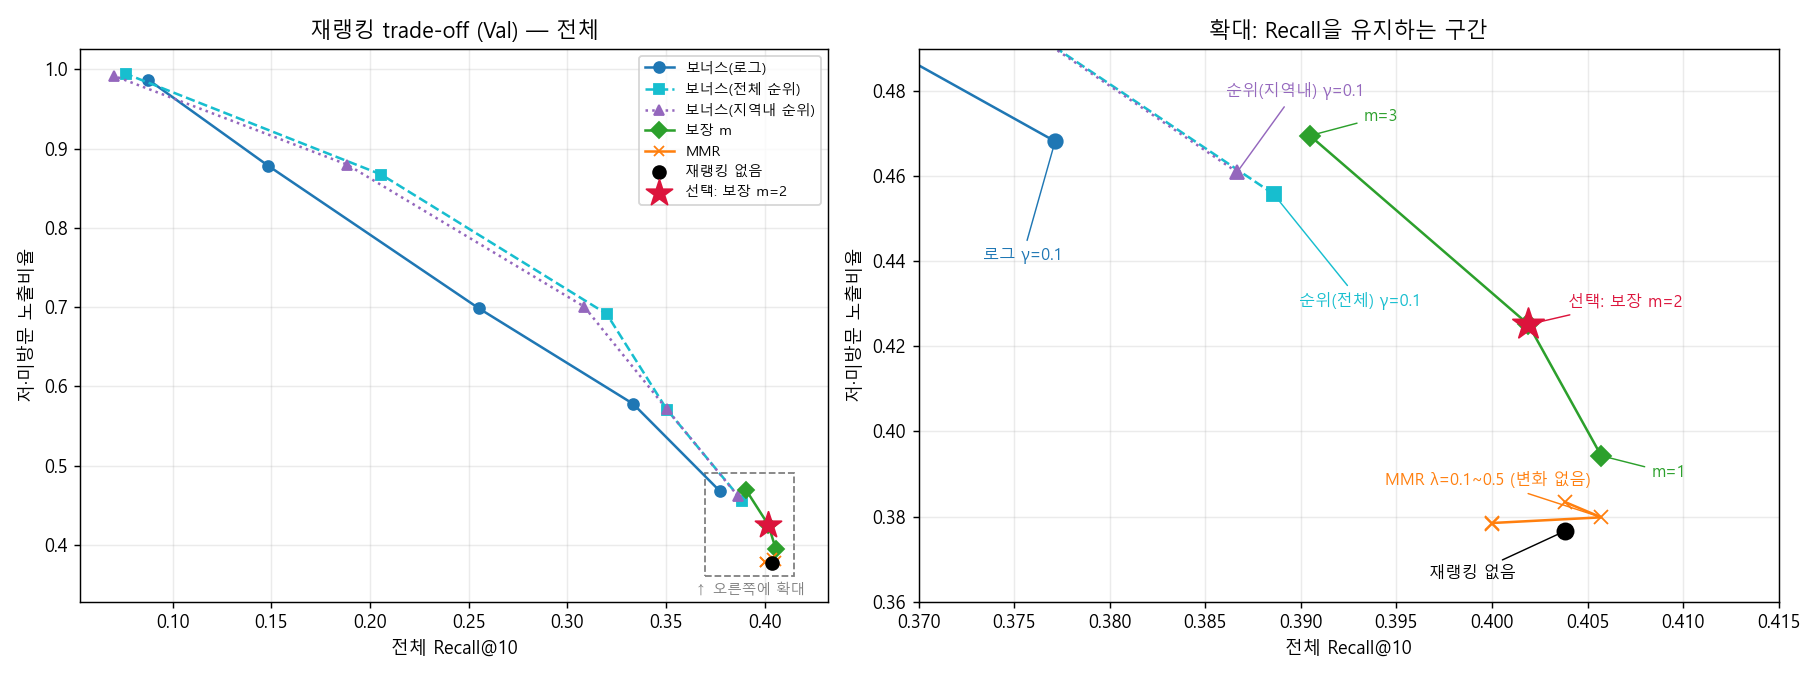 재랭킹 trade-off (Val) — 전체
저·미방문 노출비율
1.0
0.9
0.8
0.7
0.6
0.5
0.4
보너스(로그)
보너스(전체 순위)
보너스(지역내 순위)
보장 m
MMR
재랭킹 없음
선택: 보장 m=2
↑ 오른쪽에 확대
0.10 0.15 0.20 0.25 0.30 0.35 0.40
전체 Recall@10
확대: Recall을 유지하는 구간
저·미방문 노출비율
0.48
0.46
0.44
0.42
0.40
0.38
0.36
순위(지역내) γ=0.1
m=3
로그 γ=0.1
순위(전체) γ=0.1
선택: 보장 m=2
m=1
MMR λ=0.1~0.5 (변화 없음)
재랭킹 없음
0.370 0.375 0.380 0.385 0.390 0.395 0.400 0.405 0.410 0.415
전체 Recall@10